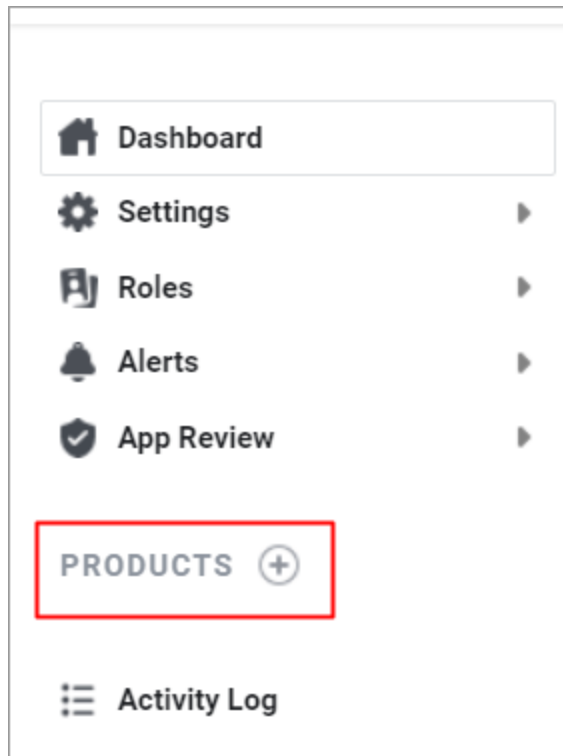 Dashboard
Settings
Roles
Alerts
App Review
PRODUCTS
Activity Log